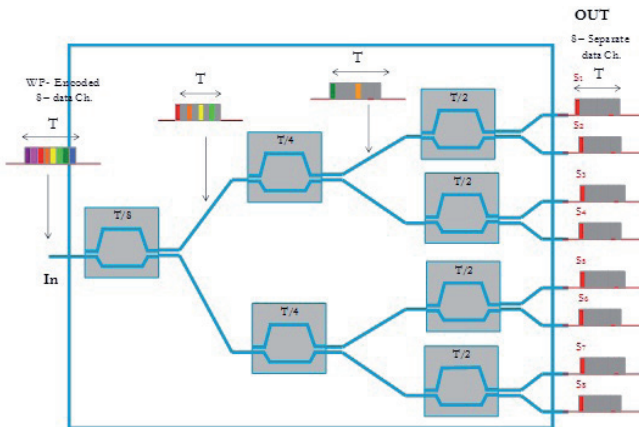 OUT
8 – Separate
data Ch.
T
WP- Encoded
8 – data Ch.
T
T
T
In
T/8
T/4
T/4
T/2
T/2
T/2
T/2
S1
S2
S3
S4
S5
S6
S7
S8